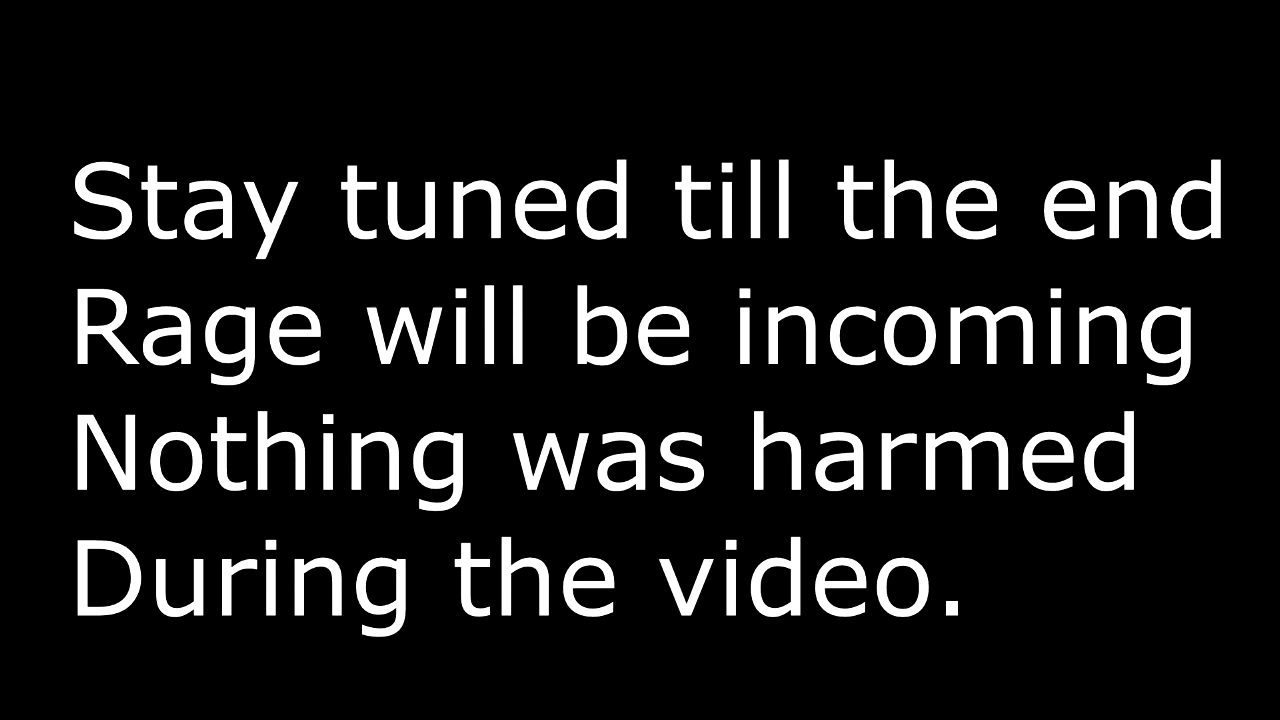 Stay tuned till the end
Rage will be incoming
Nothing was harmed
During the video.